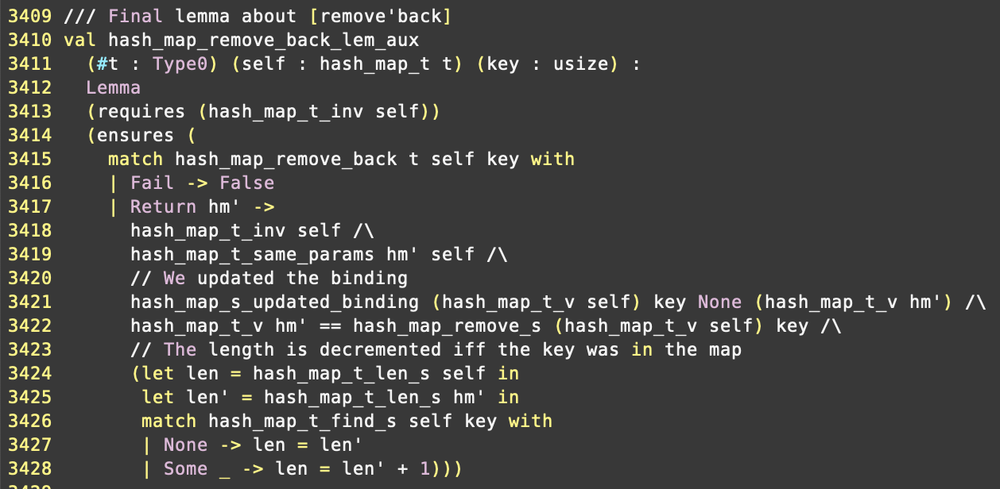 3409 /// Final lemma about [remove'back]
3410 val hash_map_remove_back_lem_aux
3411   (#t : Type0) (self : hash_map_t t) (key : usize) :
3412   Lemma
3413   (requires (hash_map_t_inv self))
3414   (ensures (
3415     match hash_map_remove_back t self key with
3416     | Fail -> False
3417     | Return hm' ->
3418       hash_map_t_inv self /\
3419       hash_map_t_same_params hm' self /\
3420       // We updated the binding
3421       hash_map_s_updated_binding (hash_map_t_v self) key None (hash_map_t_v hm') /\
3422       hash_map_t_v hm' == hash_map_remove_s (hash_map_t_v self) key /\
3423       // The length is decremented iff the key was in the map
3424       (let len = hash_map_t_len_s self in
3425        let len' = hash_map_t_len_s hm' in
3426        match hash_map_t_find_s self key with
3427        | None -> len = len'
3428        | Some _ -> len = len' + 1)))